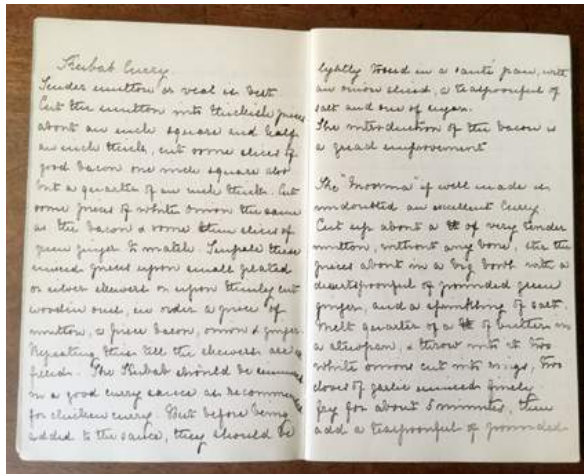 Kubab Curry
Tender mutton or veal is best
Cut the mutton into thickish pieces
about an inch square and half
an inch thick, cut some slices of
good bacon one inch square also
but a quarter of an inch thick. Cut
some pieces of white onion the same
as the bacon & some thin slices of
green ginger to match. Impale these
mixed pieces upon small plated
or silver skewers or upon thinly cut
wooden ones, in order a piece of
mutton, a piece bacon, onion & ginger.
Repeating this till the skewers are
filled. The Kubab should be simmered
in a good curry sauce as recommended
for chicken curry. But before being
added to the sauce, they should be
lightly tossed in a sauté pan, with
an onion sliced, a teaspoonful of
salt and one of sugar.
The introduction of the bacon is
a great improvement
The "Moorma" if well made is
undoubted an excellent Curry.
Cut up about a lb of very tender
mutton, without any bone, stir the
pieces about in a big bowl with a
dessertspoonful of pounded green
ginger, and a sprinkling of salt.
Melt quarter of a lb of butter in
a stewpan, & throw into it two
white onions cut into rings, two
cloves of garlic minced finely.
fry for about 5 minutes, then
add a teaspoonful of pounded